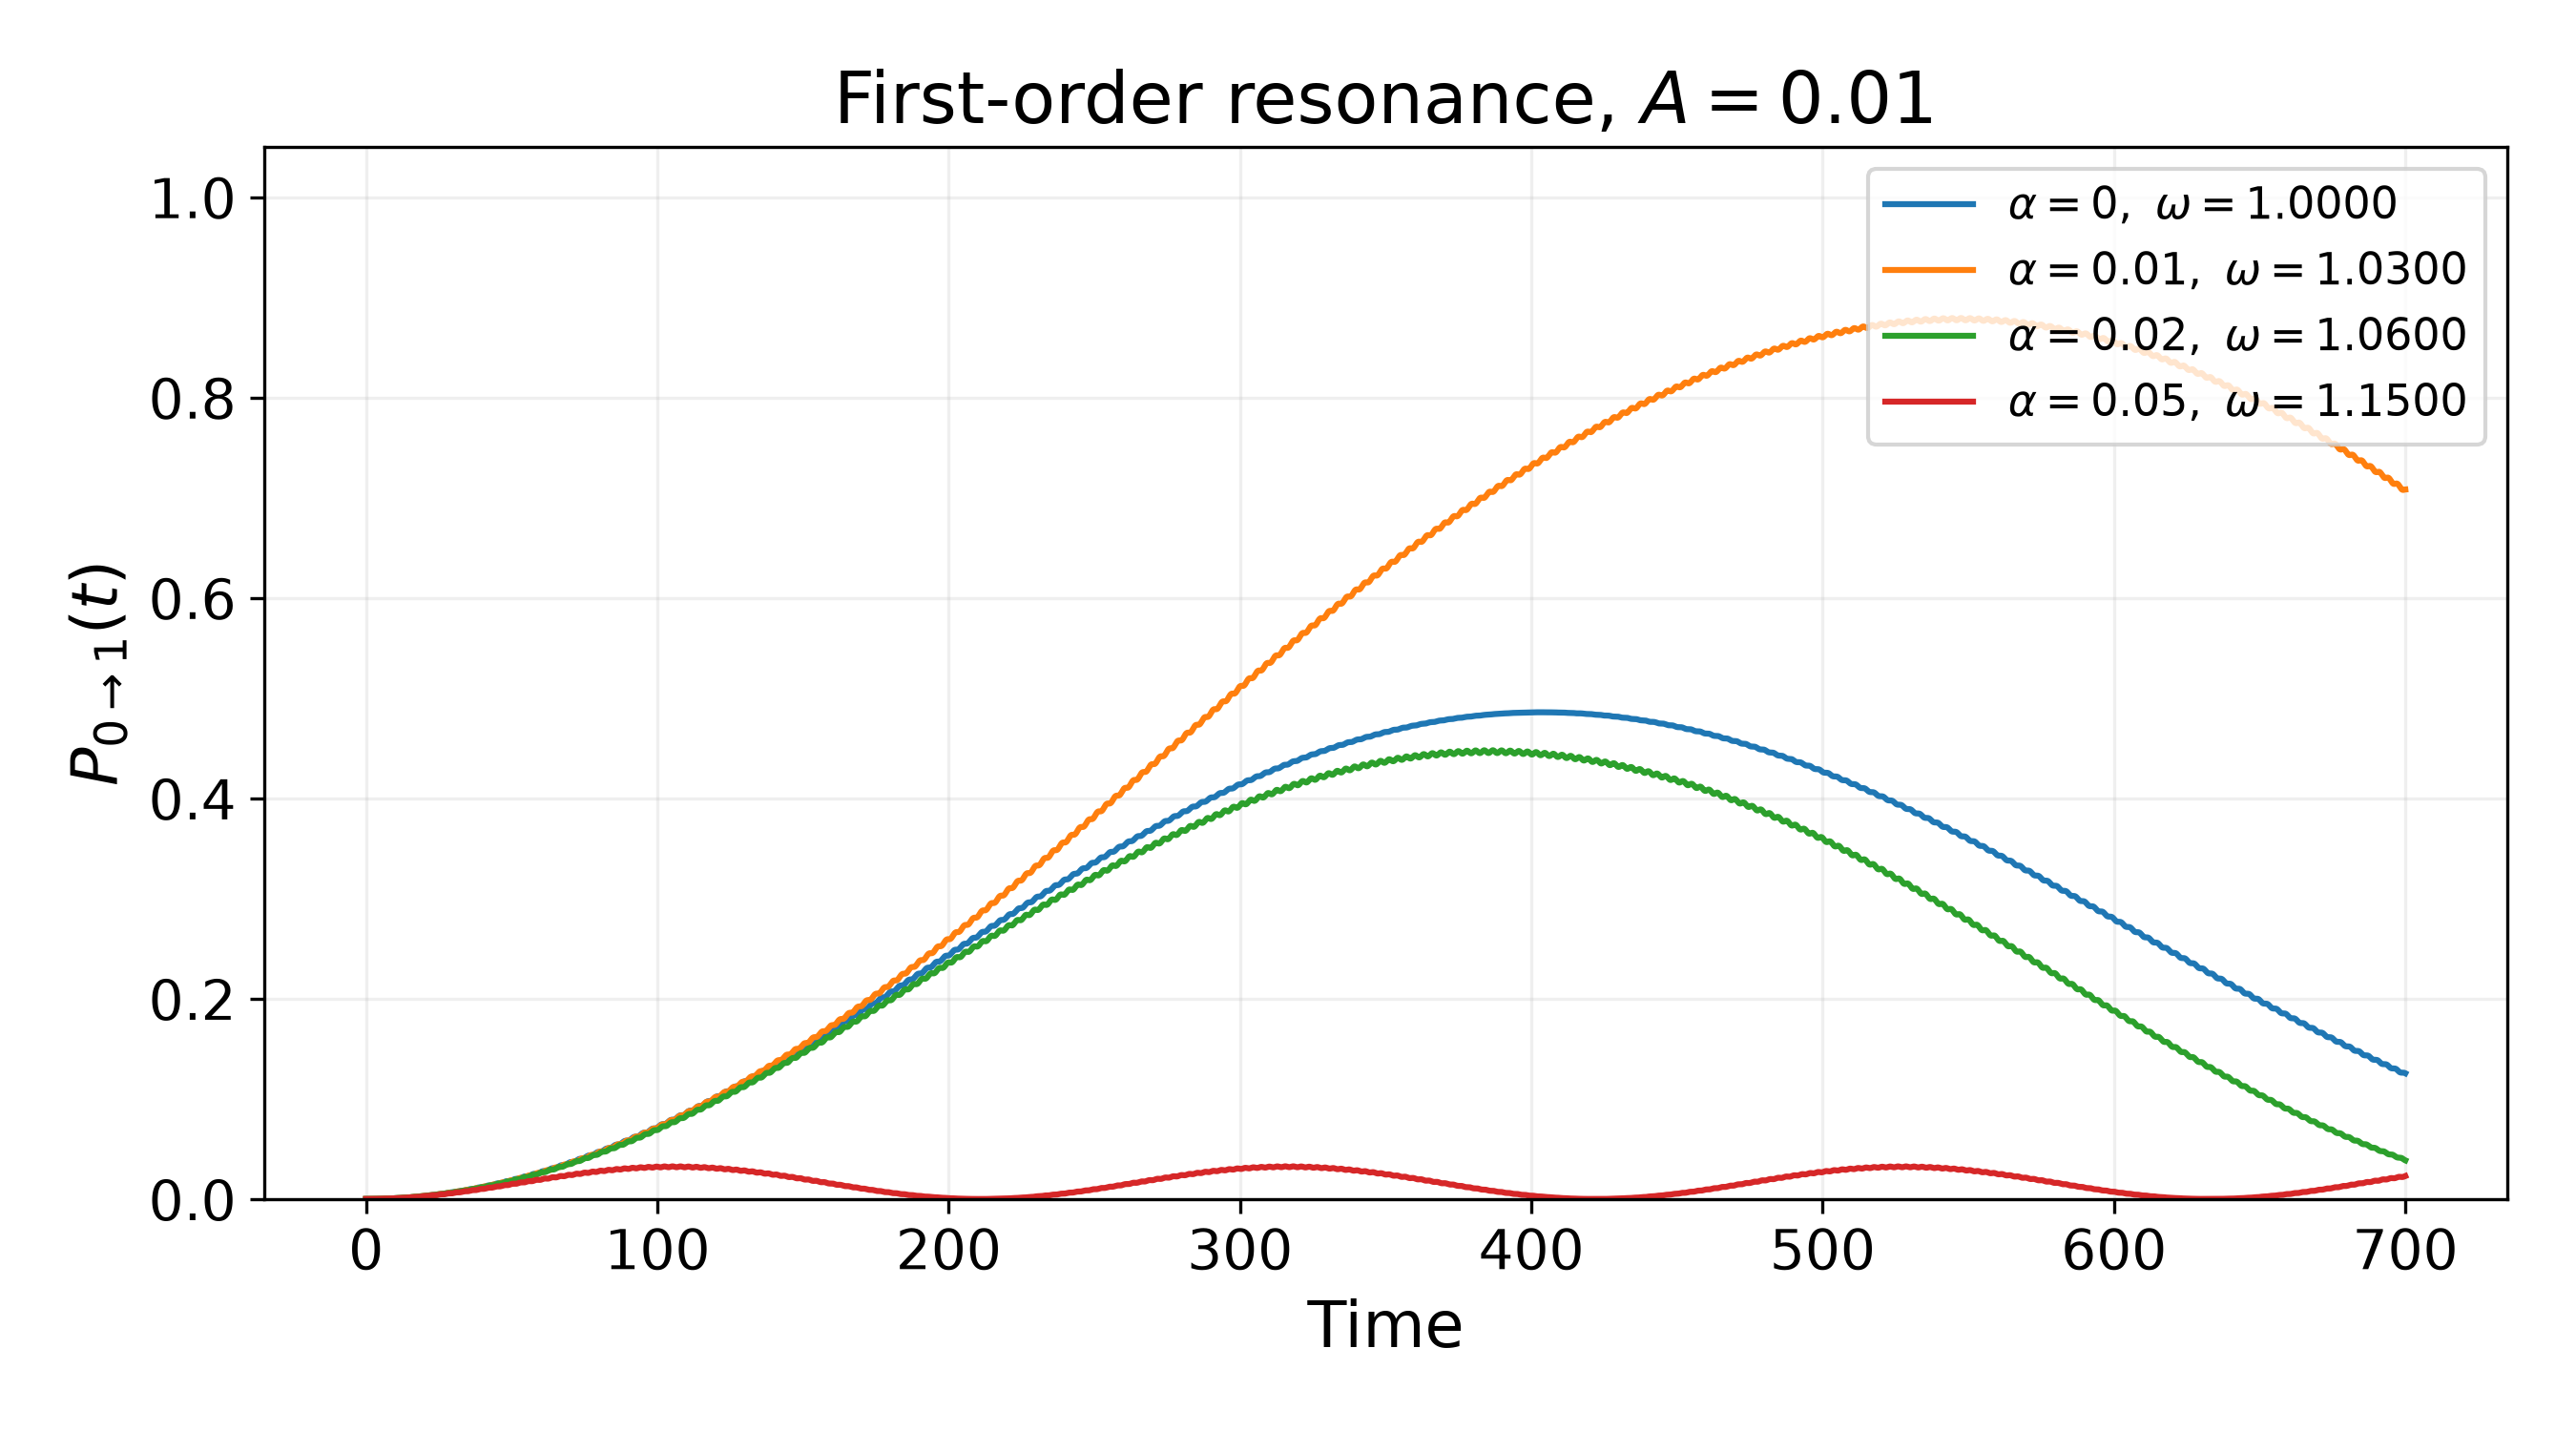 First-order resonance, A = 0.01
α = 0, ω = 1.0000
α = 0.01, ω = 1.0300
α = 0.02, ω = 1.0600
α = 0.05, ω = 1.1500
P₀→₁(t)
1.0
0.8
0.6
0.4
0.2
0.0
0 100 200 300 400 500 600 700
Time